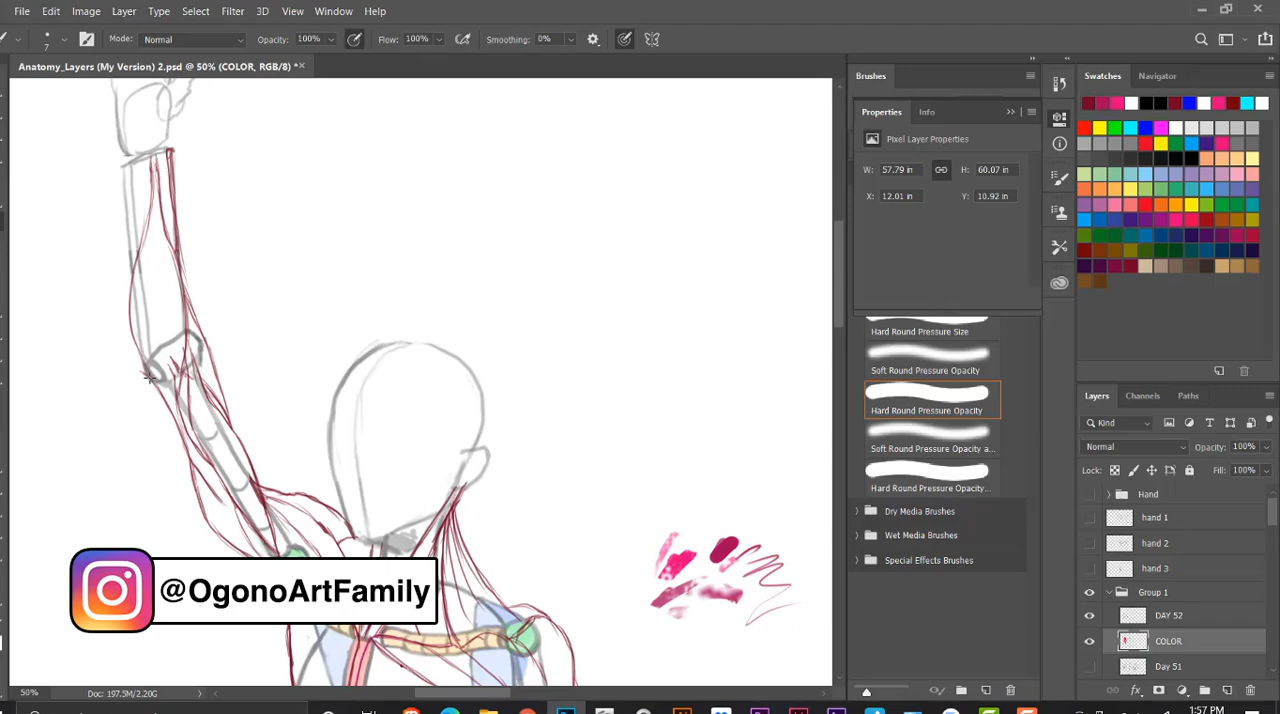 File Edit Image Layer Type Select Filter 3D View Window Help
7 Mode: Normal Opacity: 100% Flow: 100% Smoothing: 0%
Anatomy_Layers (My Version) 2.psd @ 50% (COLOR, RGB/8) *
Brushes
Properties Info
Pixel Layer Properties
W: 57.79 in H: 60.07 in
X: 12.01 in Y: 10.92 in
Hard Round Pressure Size
Soft Round Pressure Opacity
Hard Round Pressure Opacity
Soft Round Pressure Opacity a...
Hard Round Pressure Opacity...
Dry Media Brushes
Wet Media Brushes
Special Effects Brushes
Swatches Navigator
Layers Channels Paths
Kind
Normal Opacity: 100%
Lock: Fill: 100%
Hand
hand 1
hand 2
hand 3
Group 1
DAY 52
COLOR
Day 51
@OgonoArtFamily
50% Doc: 197.5M/2.20G
1:57 PM